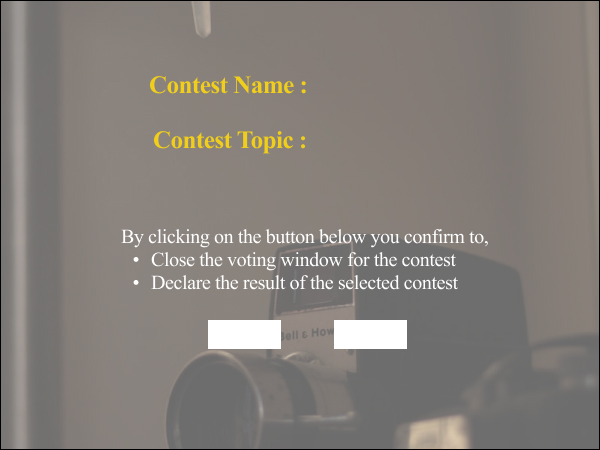 Contest Name :
Contest Topic :
By clicking on the button below you confirm to,
• Close the voting window for the contest
• Declare the result of the selected contest
Bell & How